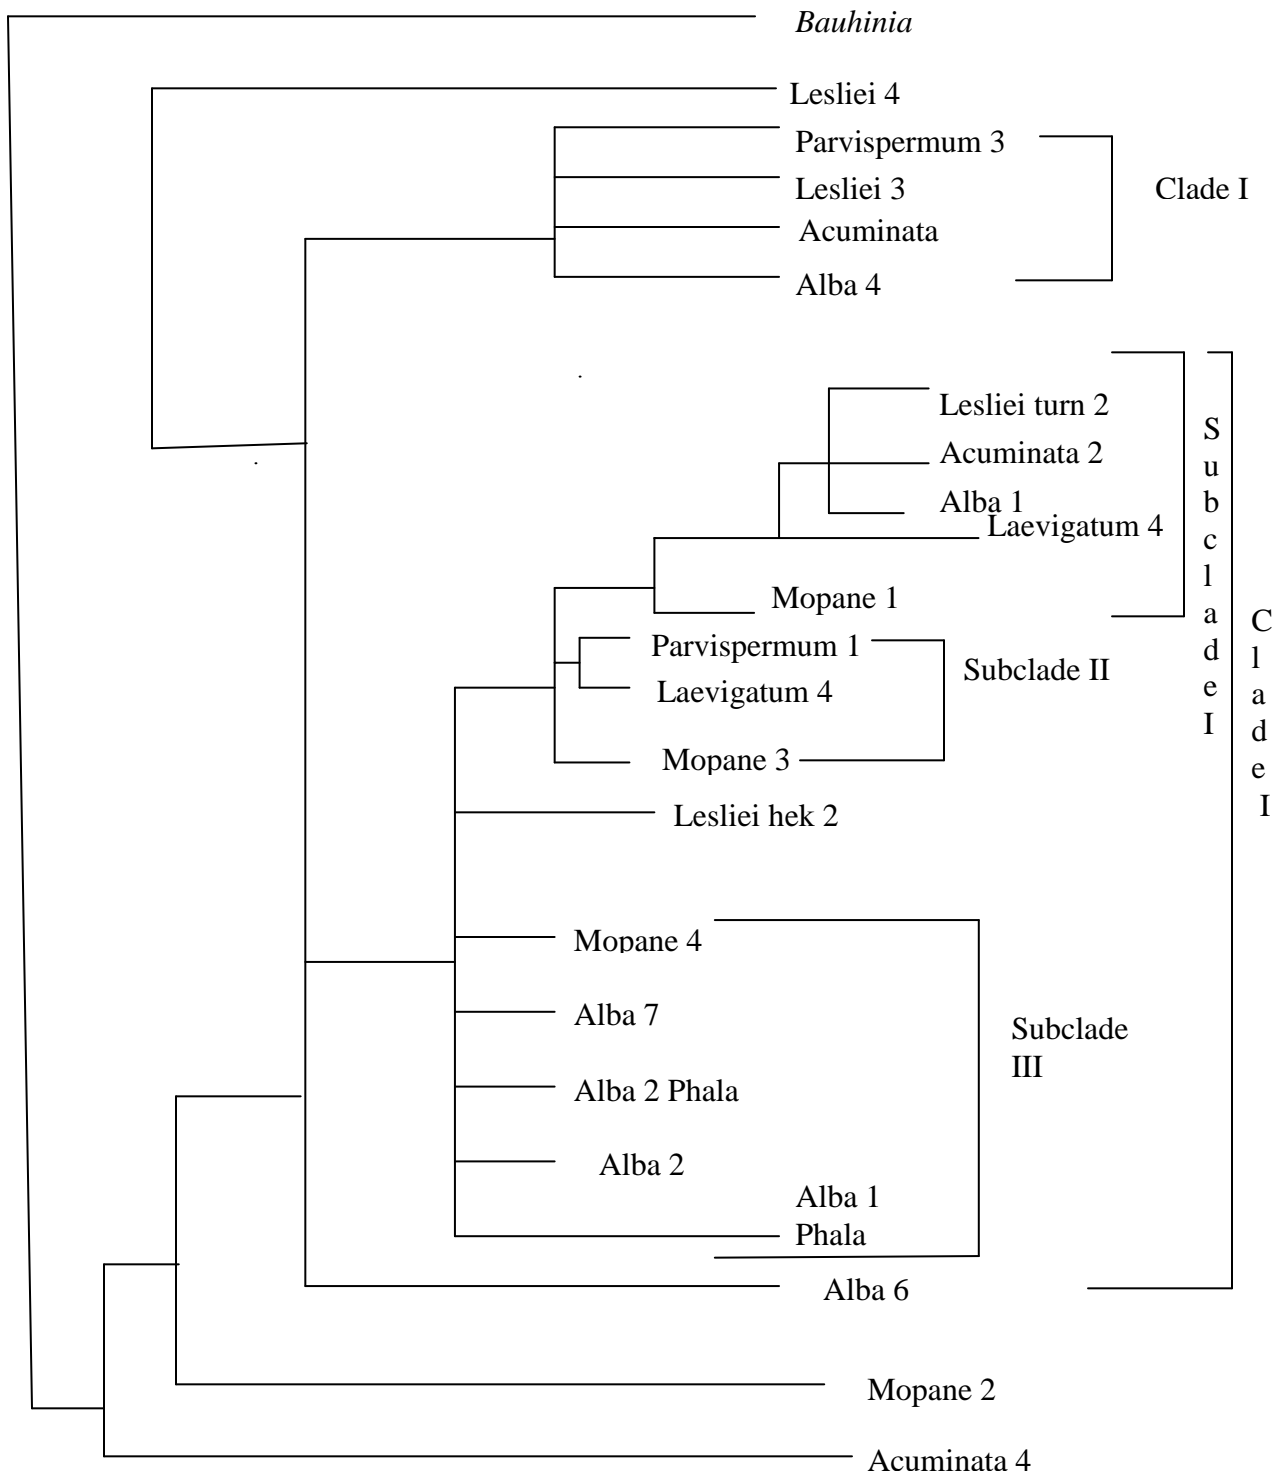 Bauhinia
Lesliei 4
Parvispermum 3
Lesliei 3
Clade I
Acuminata
Alba 4
Lesliei turn 2
Acuminata 2
Alba 1
Laevigatum 4
Mopane 1
Subclade I
Clade I
Parvispermum 1
Subclade II
Laevigatum 4
Mopane 3
Lesliei hek 2
Mopane 4
Alba 7
Subclade
III
Alba 2 Phala
Alba 2
Alba 1
Phala
Alba 6
Mopane 2
Acuminata 4